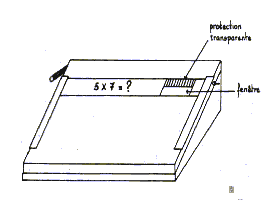 protection
transparente
5 x 7 = ?
fenêtre